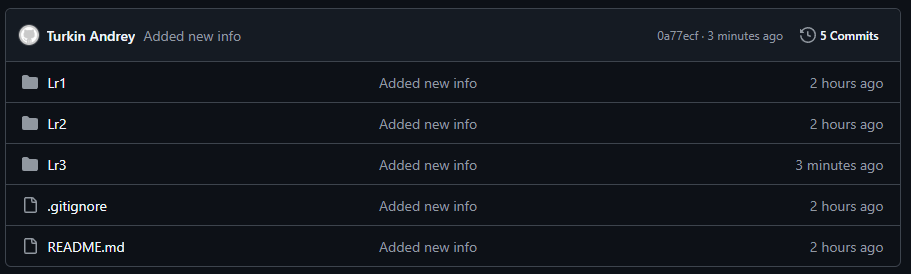 Turkin Andrey Added new info 0a77ecf · 3 minutes ago 5 Commits
Lr1 Added new info 2 hours ago
Lr2 Added new info 2 hours ago
Lr3 Added new info 3 minutes ago
.gitignore Added new info 2 hours ago
README.md Added new info 2 hours ago